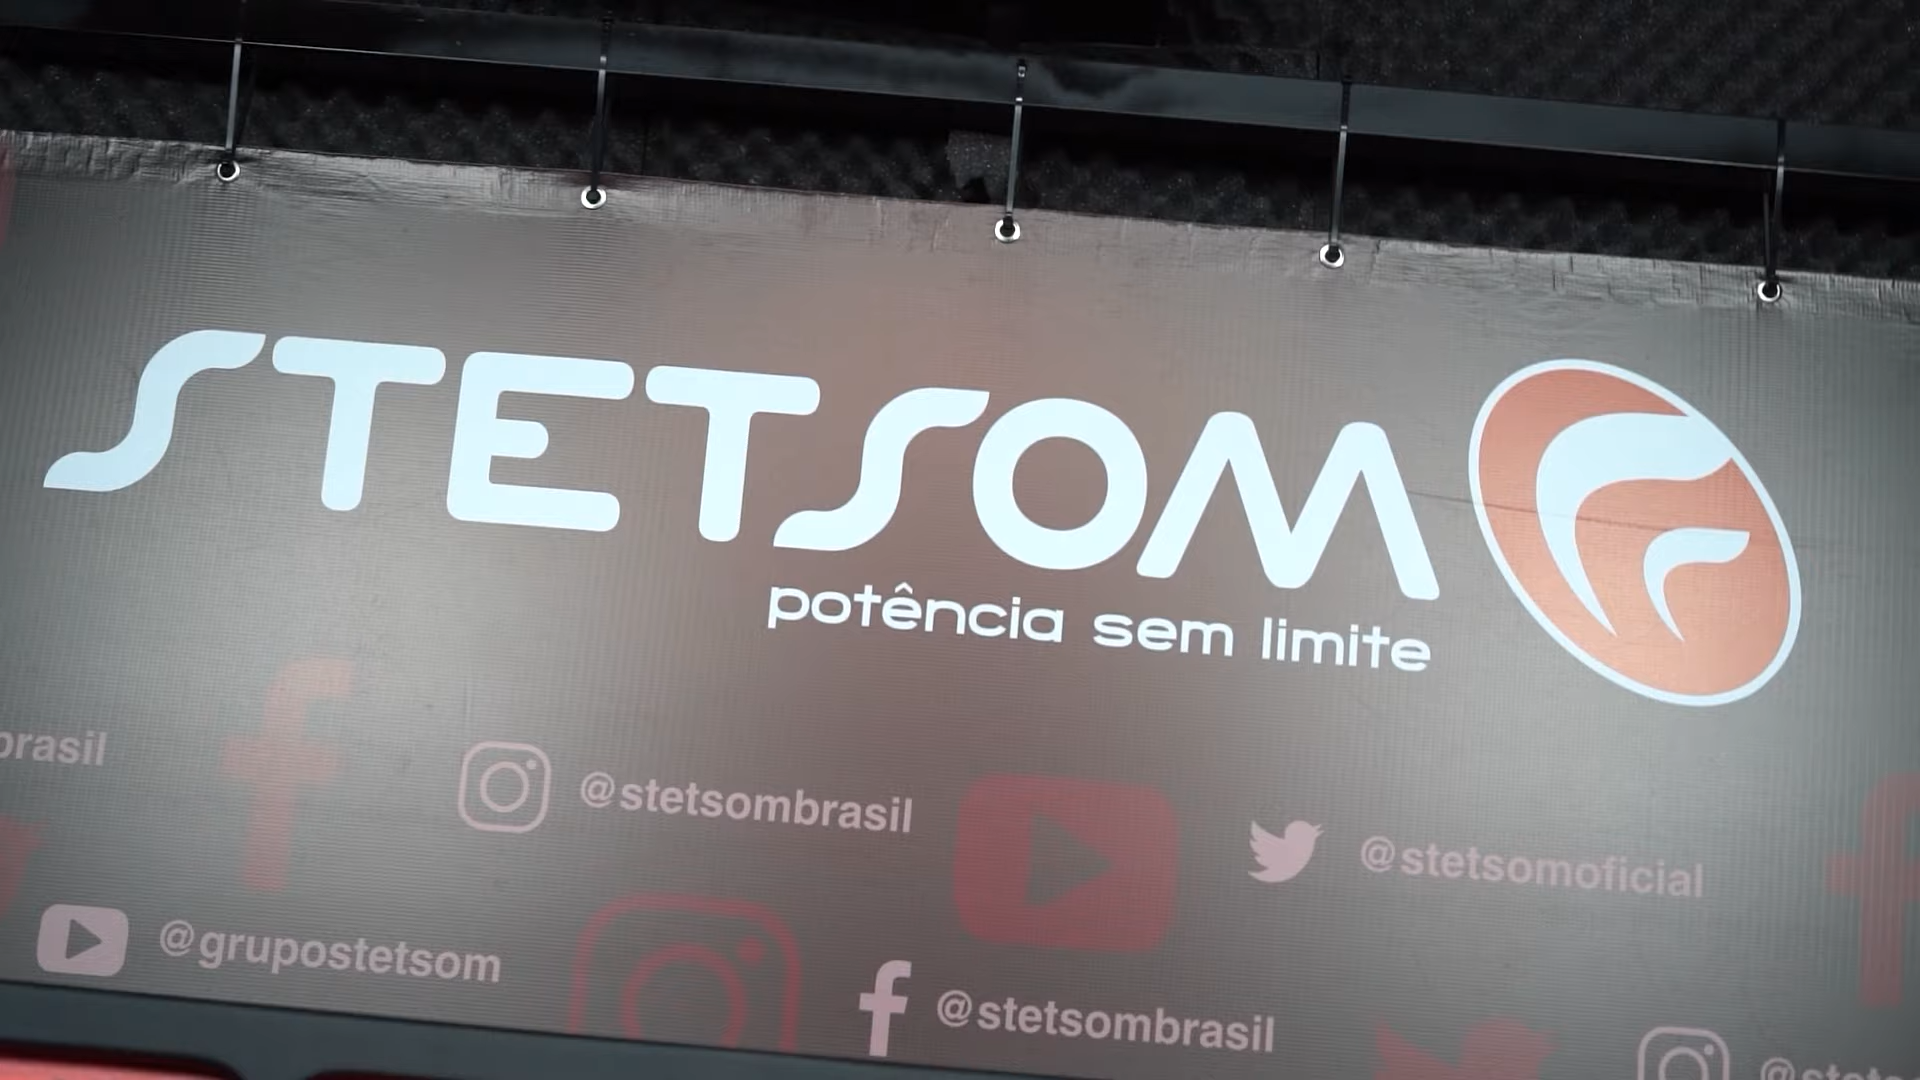 STETSOM
potência sem limite
brasil
@stetsombrasil
@stetsomoficial
@grupostetsom
@stetsombrasil